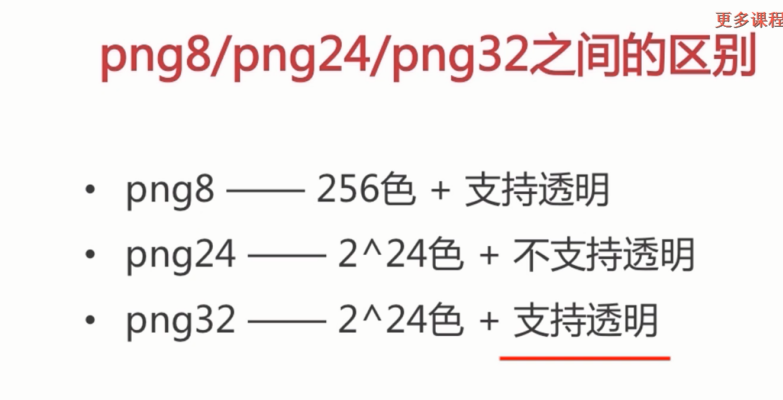 更多课程
png8/png24/png32之间的区别
• png8 —— 256色 + 支持透明
• png24 —— 2^24色 + 不支持透明
• png32 —— 2^24色 + 支持透明